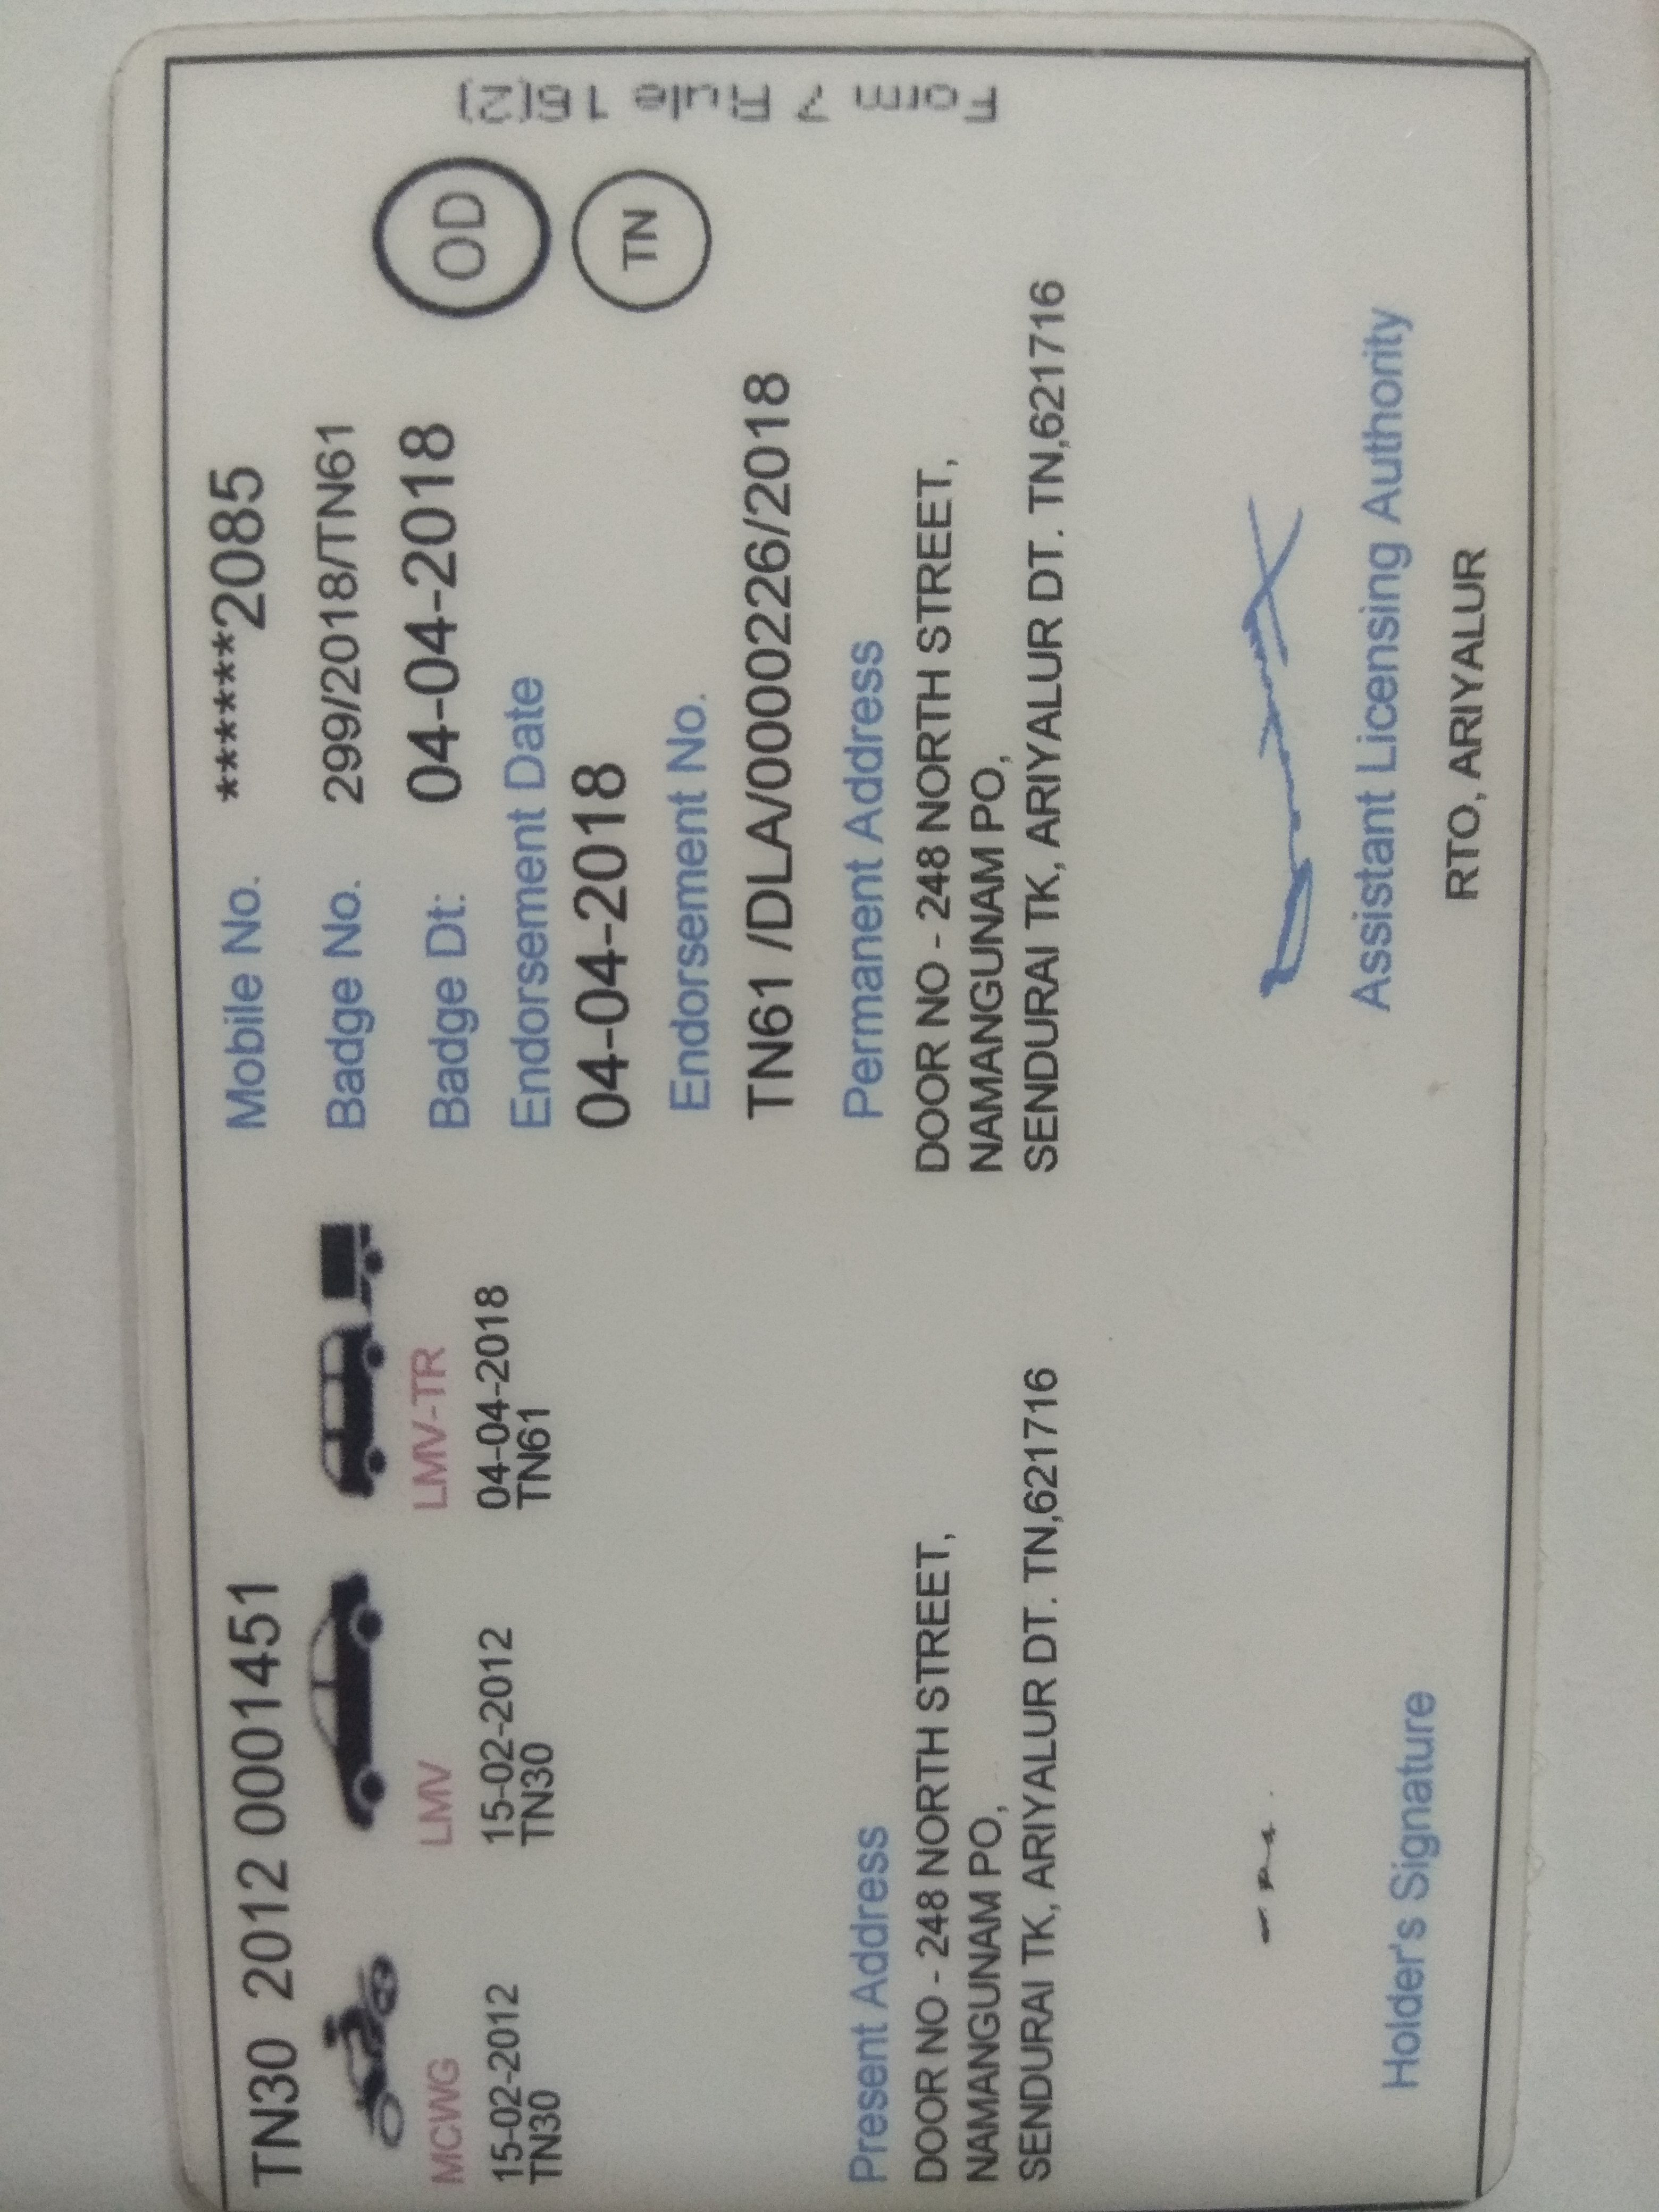 TN30 2012 0001451
MCWG
15-02-2012
TN30
LMV
15-02-2012
TN30
LMV-TR
04-04-2018
TN61
Mobile No. ******2085
Badge No. 299/2018/TN61
Badge Dt: 04-04-2018
Endorsement Date
04-04-2018
Endorsement No.
TN61 /DLA/0000226/2018
OD
TN
Form 7 Rule 16(2)
Present Address
DOOR NO - 248 NORTH STREET,
NAMANGUNAM PO,
SENDURAI TK, ARIYALUR DT. TN,621716
Permanent Address
DOOR NO - 248 NORTH STREET,
NAMANGUNAM PO,
SENDURAI TK, ARIYALUR DT. TN,621716
Holder's Signature
Assistant Licensing Authority
RTO, ARIYALUR